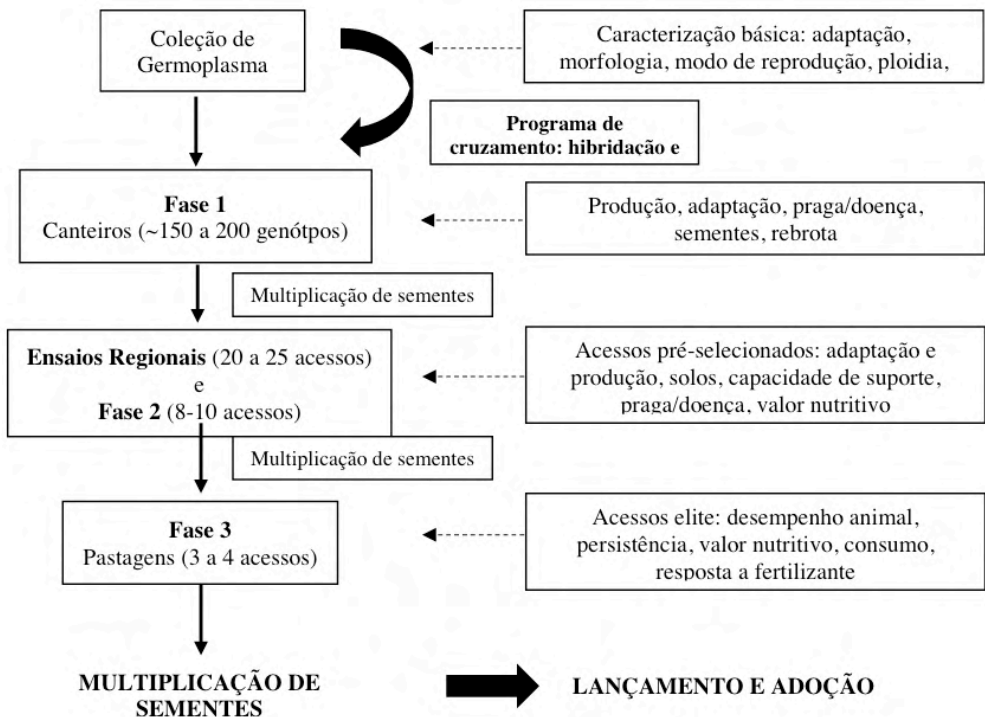 Coleção de
Germoplasma
Caracterização básica: adaptação,
morfologia, modo de reprodução, ploidia,
Programa de
cruzamento: hibridação e
Fase 1
Canteiros (~150 a 200 genótpos)
Produção, adaptação, praga/doença,
sementes, rebrota
Multiplicação de sementes
Ensaios Regionais (20 a 25 acessos)
e
Fase 2 (8-10 acessos)
Acessos pré-selecionados: adaptação e
produção, solos, capacidade de suporte,
praga/doença, valor nutritivo
Multiplicação de sementes
Fase 3
Pastagens (3 a 4 acessos)
Acessos elite: desempenho animal,
persistência, valor nutritivo, consumo,
resposta a fertilizante
MULTIPLICAÇÃO DE
SEMENTES
LANÇAMENTO E ADOÇÃO